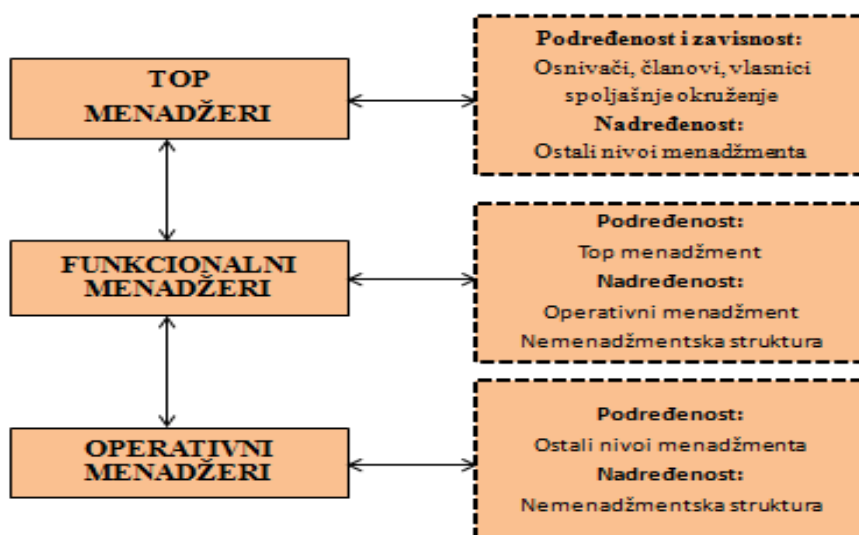 TOP
MENADŽERI
Podređenost i zavisnost:
Osnivači, članovi, vlasnici
spoljašnje okruženje
Nadređenost:
Ostali nivoi menadžmenta
FUNKCIONALNI
MENADŽERI
Podređenost:
Top menadžment
Nadređenost:
Operativni menadžment
Nemenadžmentska struktura
OPERATIVNI
MENADŽERI
Podređenost:
Ostali nivoi menadžmenta
Nadređenost:
Nemenadžmentska struktura